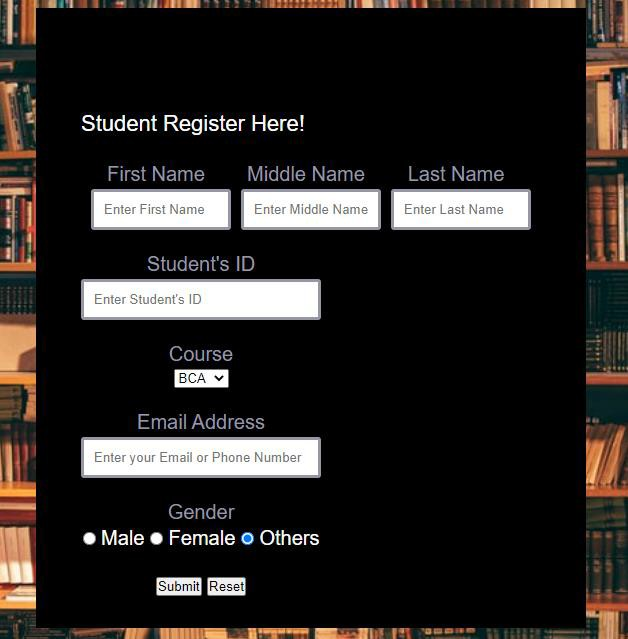 Student Register Here!
First Name Middle Name Last Name
Enter First Name Enter Middle Name Enter Last Name
Student's ID
Enter Student's ID
Course
BCA
Email Address
Enter your Email or Phone Number
Gender
Male Female Others
Submit Reset